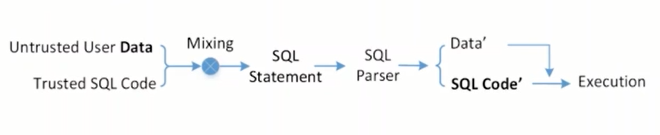 Untrusted User Data
Trusted SQL Code
Mixing
SQL
Statement
SQL
Parser
Data'
SQL Code'
Execution